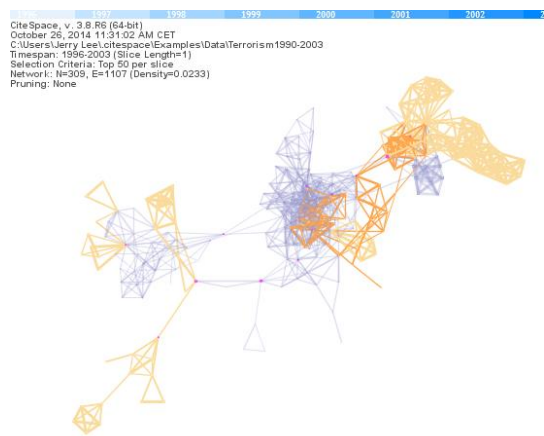 1996 1997 1998 1999 2000 2001 2002
CiteSpace, v. 3.8.R6 (64-bit)
October 26, 2014 11:31:02 AM CET
C:\Users\Jerry Lee\.citespace\Examples\Data\Terrorism1990-2003
Timespan: 1996-2003 (Slice Length=1)
Selection Criteria: Top 50 per slice
Network: N=309, E=1107 (Density=0.0233)
Pruning: None